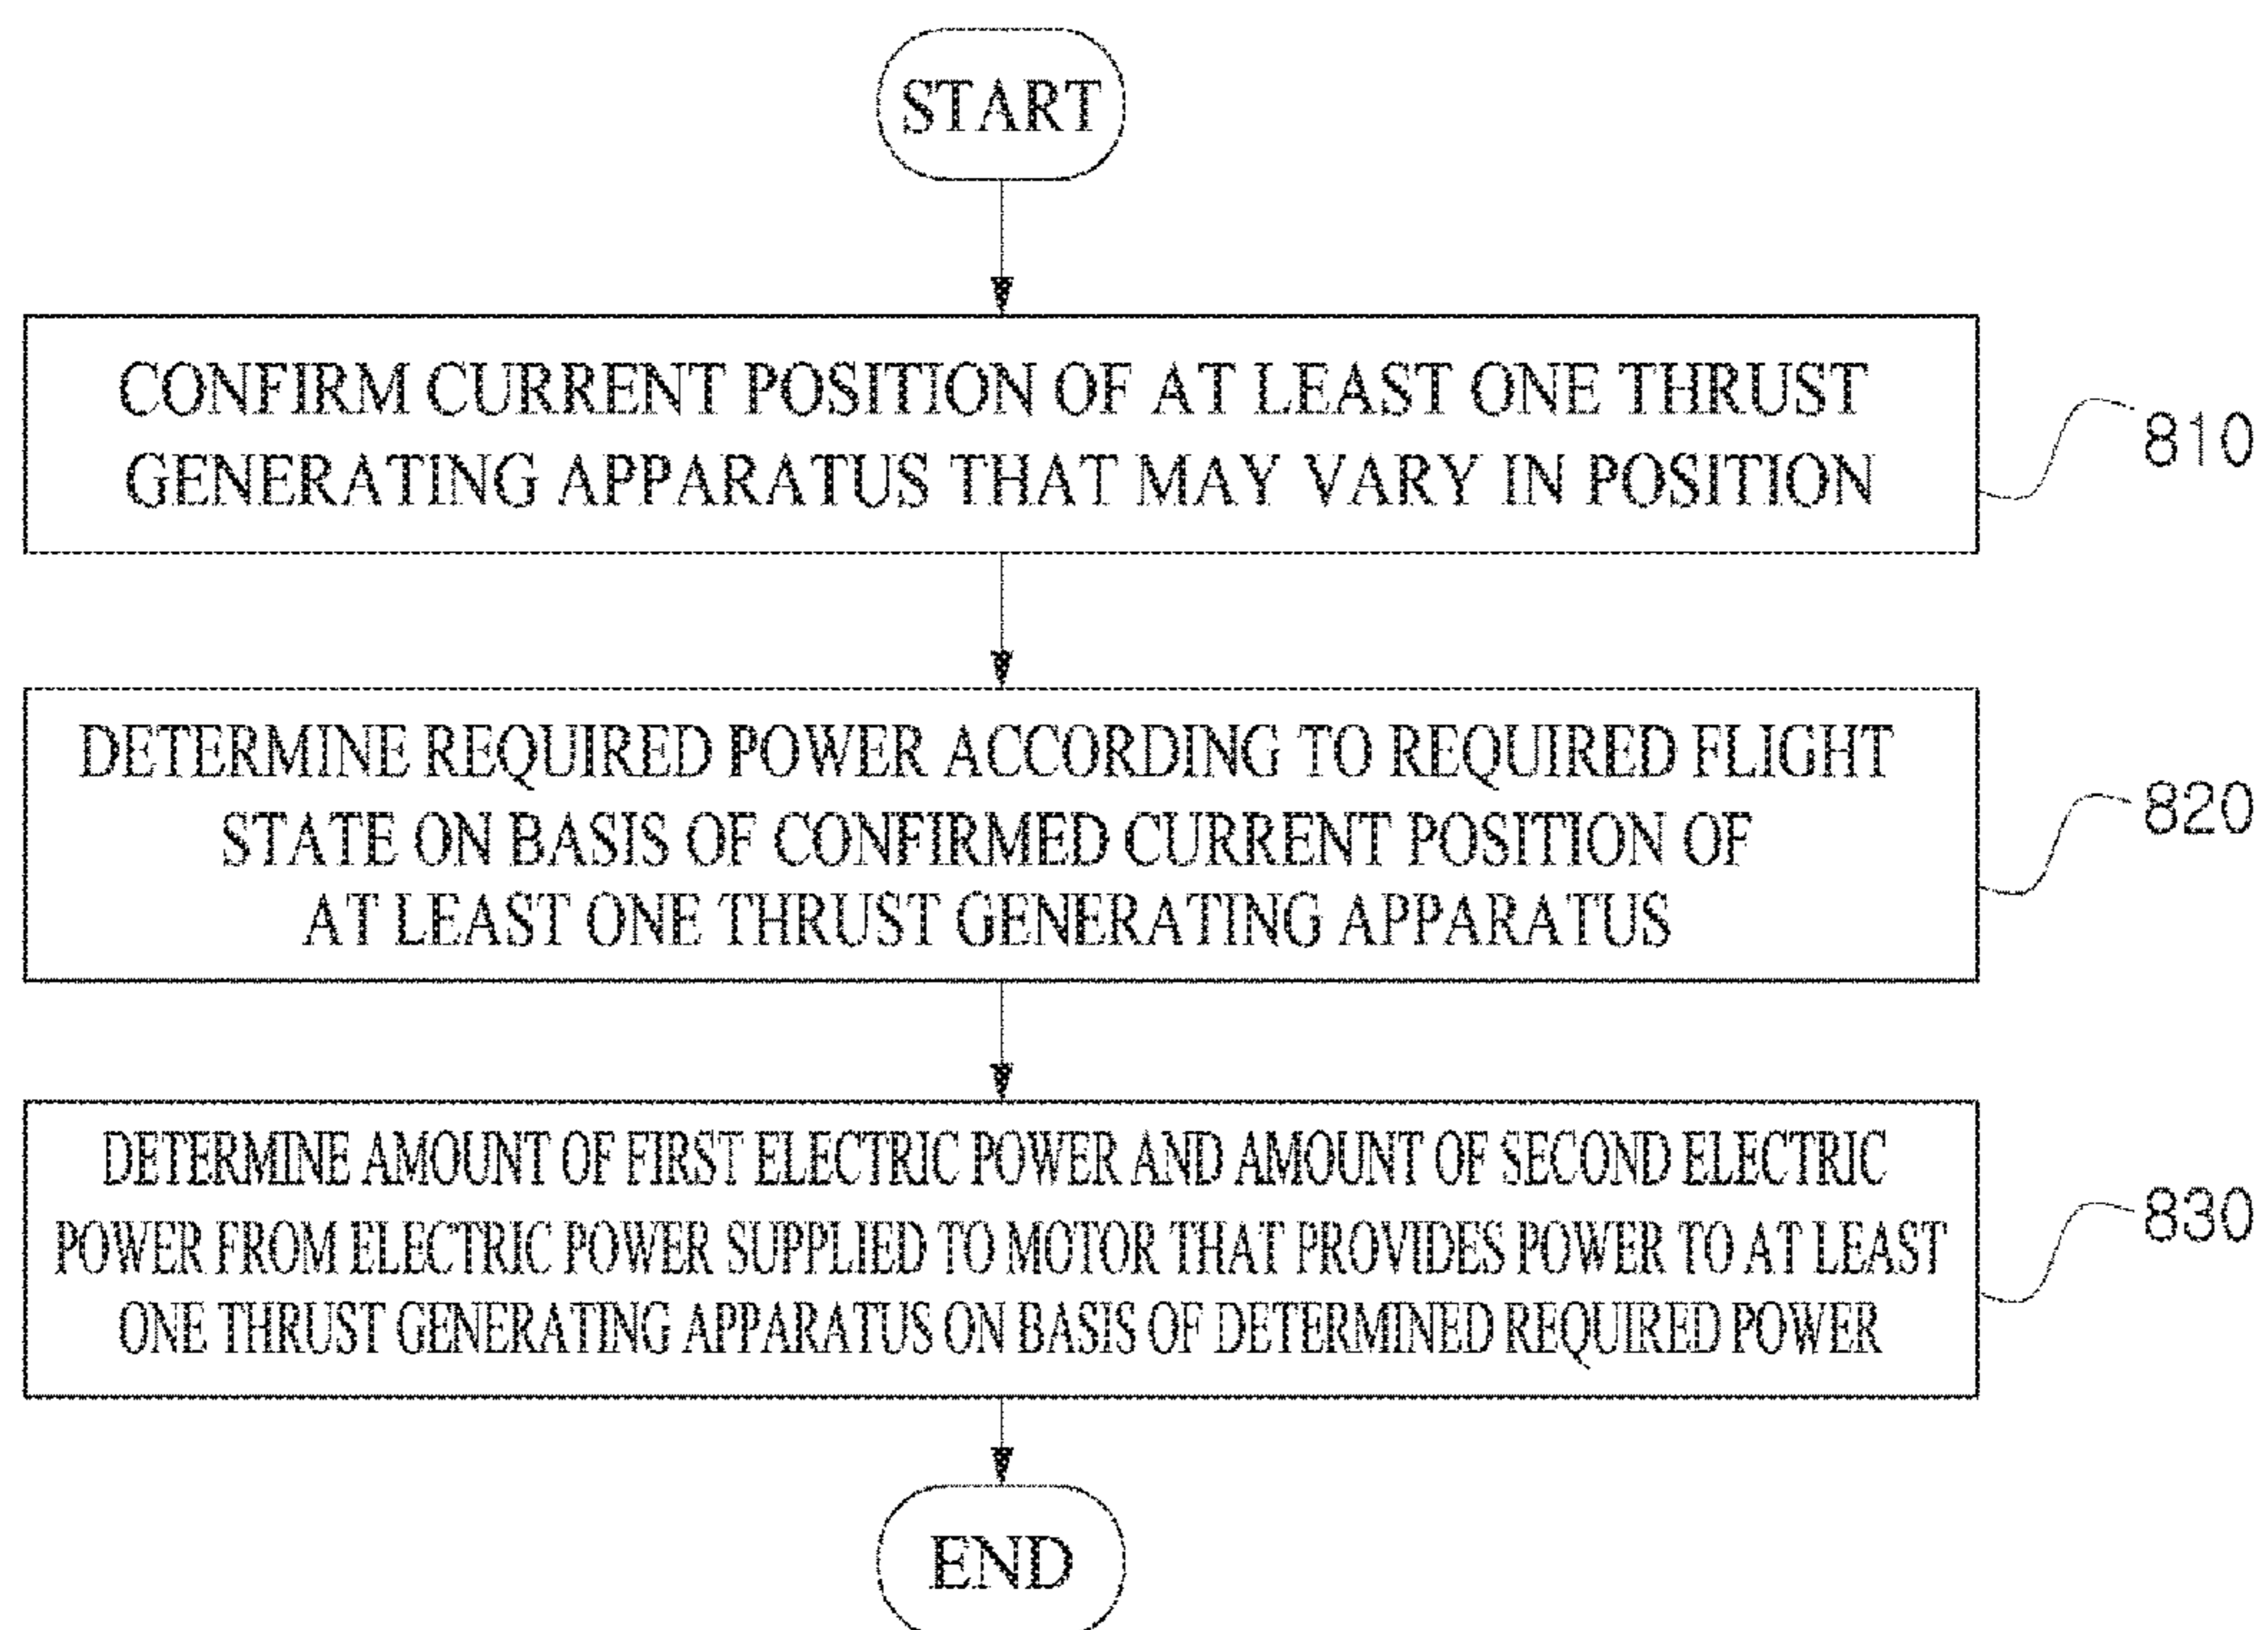 START
CONFIRM CURRENT POSITION OF AT LEAST ONE THRUST
GENERATING APPARATUS THAT MAY VARY IN POSITION
810
DETERMINE REQUIRED POWER ACCORDING TO REQUIRED FLIGHT
STATE ON BASIS OF CONFIRMED CURRENT POSITION OF
AT LEAST ONE THRUST GENERATING APPARATUS
820
DETERMINE AMOUNT OF FIRST ELECTRIC POWER AND AMOUNT OF SECOND ELECTRIC
POWER FROM ELECTRIC POWER SUPPLIED TO MOTOR THAT PROVIDES POWER TO AT LEAST
ONE THRUST GENERATING APPARATUS ON BASIS OF DETERMINED REQUIRED POWER
830
END